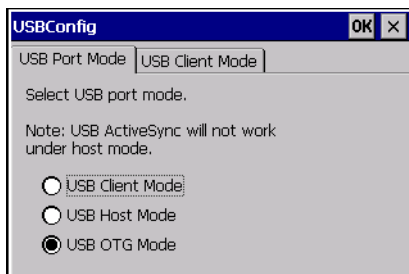 USBConfig OK ×
USB Port Mode USB Client Mode
Select USB port mode.
Note: USB ActiveSync will not work
under host mode.
USB Client Mode
USB Host Mode
USB OTG Mode